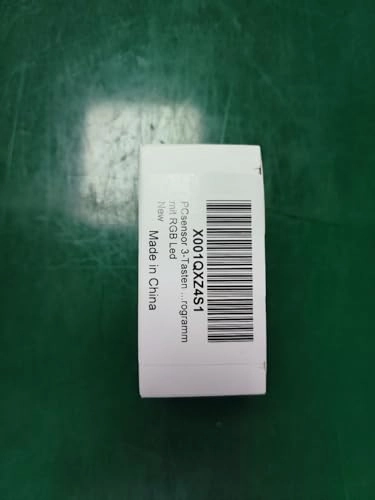 X001QXZ4S1
PCsensor 3-Tasten ...rogramm
mit RGB Led
New
Made in China